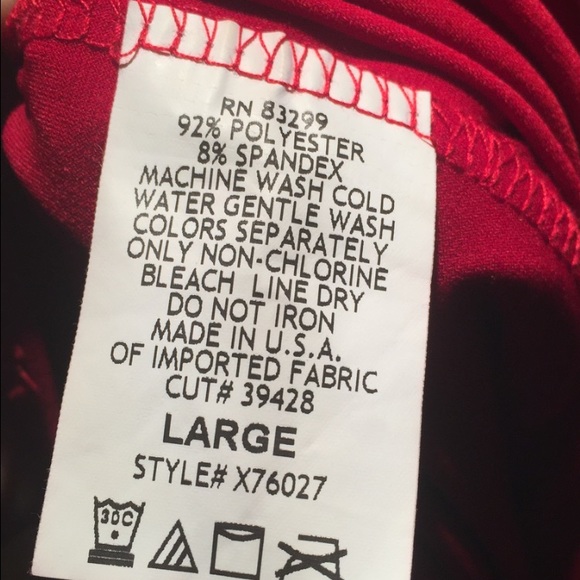 RN 83299
92% POLYESTER
8% SPANDEX
MACHINE WASH COLD
WATER GENTLE WASH
COLORS SEPARATELY
ONLY NON-CHLORINE
BLEACH LINE DRY
DO NOT IRON
MADE IN U.S.A.
OF IMPORTED FABRIC
CUT# 39428
LARGE
STYLE# X76027
30C